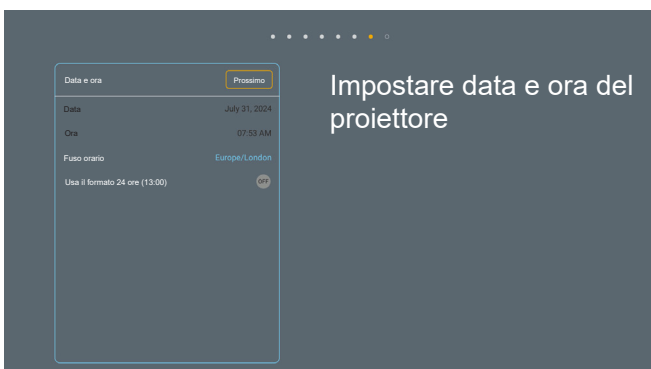 Data e ora
Prossimo
Data
July 31, 2024
Ora
07:53 AM
Fuso orario
Europe/London
Usa il formato 24 ore (13:00)
OFF
Impostare data e ora del
proiettore